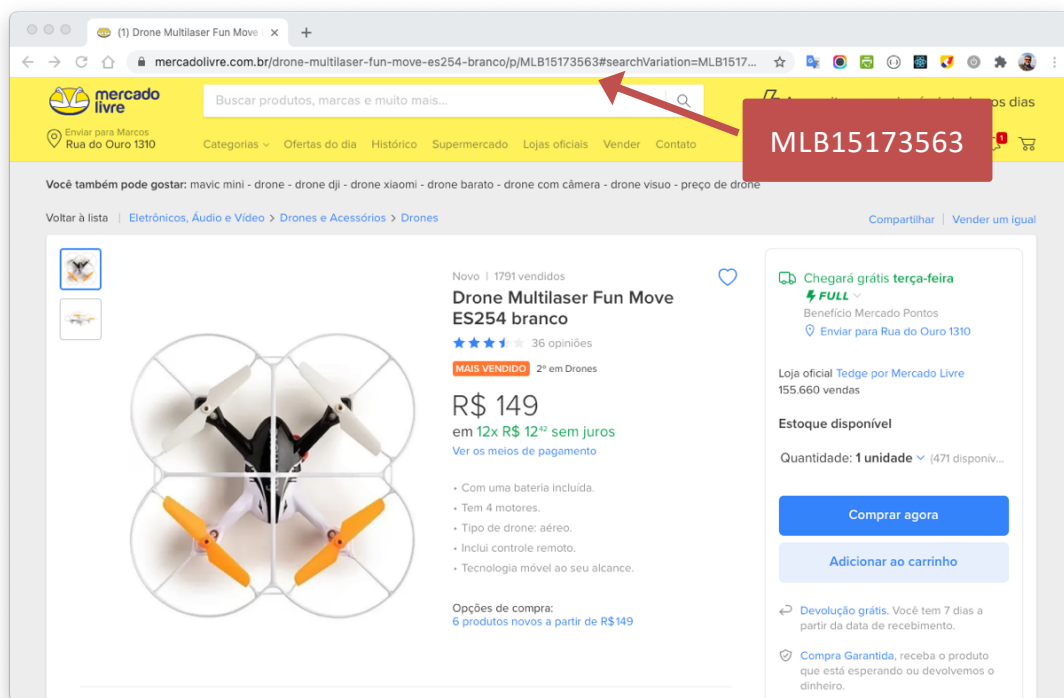 (1) Drone Multilaser Fun Move
mercadolivre.com.br/drone-multilaser-fun-move-es254-branco/p/MLB15173563#searchVariation=MLB1517...
mercado
livre
Buscar produtos, marcas e muito mais...
os dias
MLB15173563
Enviar para Marcos
Rua do Ouro 1310
Categorias Ofertas do dia Histórico Supermercado Lojas oficiais Vender Contato
1
Você também pode gostar: mavic mini - drone - drone dji - drone xiaomi - drone barato - drone com câmera - drone visuo - preço de drone
Voltar à lista | Eletrônicos, Áudio e Vídeo > Drones e Acessórios > Drones
Compartilhar | Vender um igual
Novo | 1791 vendidos
Drone Multilaser Fun Move
ES254 branco
36 opiniões
MAIS VENDIDO 2º em Drones
R$ 149
em 12x R$ 12⁴² sem juros
Ver os meios de pagamento
• Com uma bateria incluída.
• Tem 4 motores.
• Tipo de drone: aéreo.
• Inclui controle remoto.
• Tecnologia móvel ao seu alcance.
Opções de compra:
6 produtos novos a partir de R$149
Chegará grátis terça-feira
FULL
Benefício Mercado Pontos
Enviar para Rua do Ouro 1310
Loja oficial Tedge por Mercado Livre
155.660 vendas
Estoque disponível
Quantidade: 1 unidade (471 disponív...
Comprar agora
Adicionar ao carrinho
Devolução grátis. Você tem 7 dias a
partir da data de recebimento.
Compra Garantida, receba o produto
que está esperando ou devolvemos o
dinheiro.